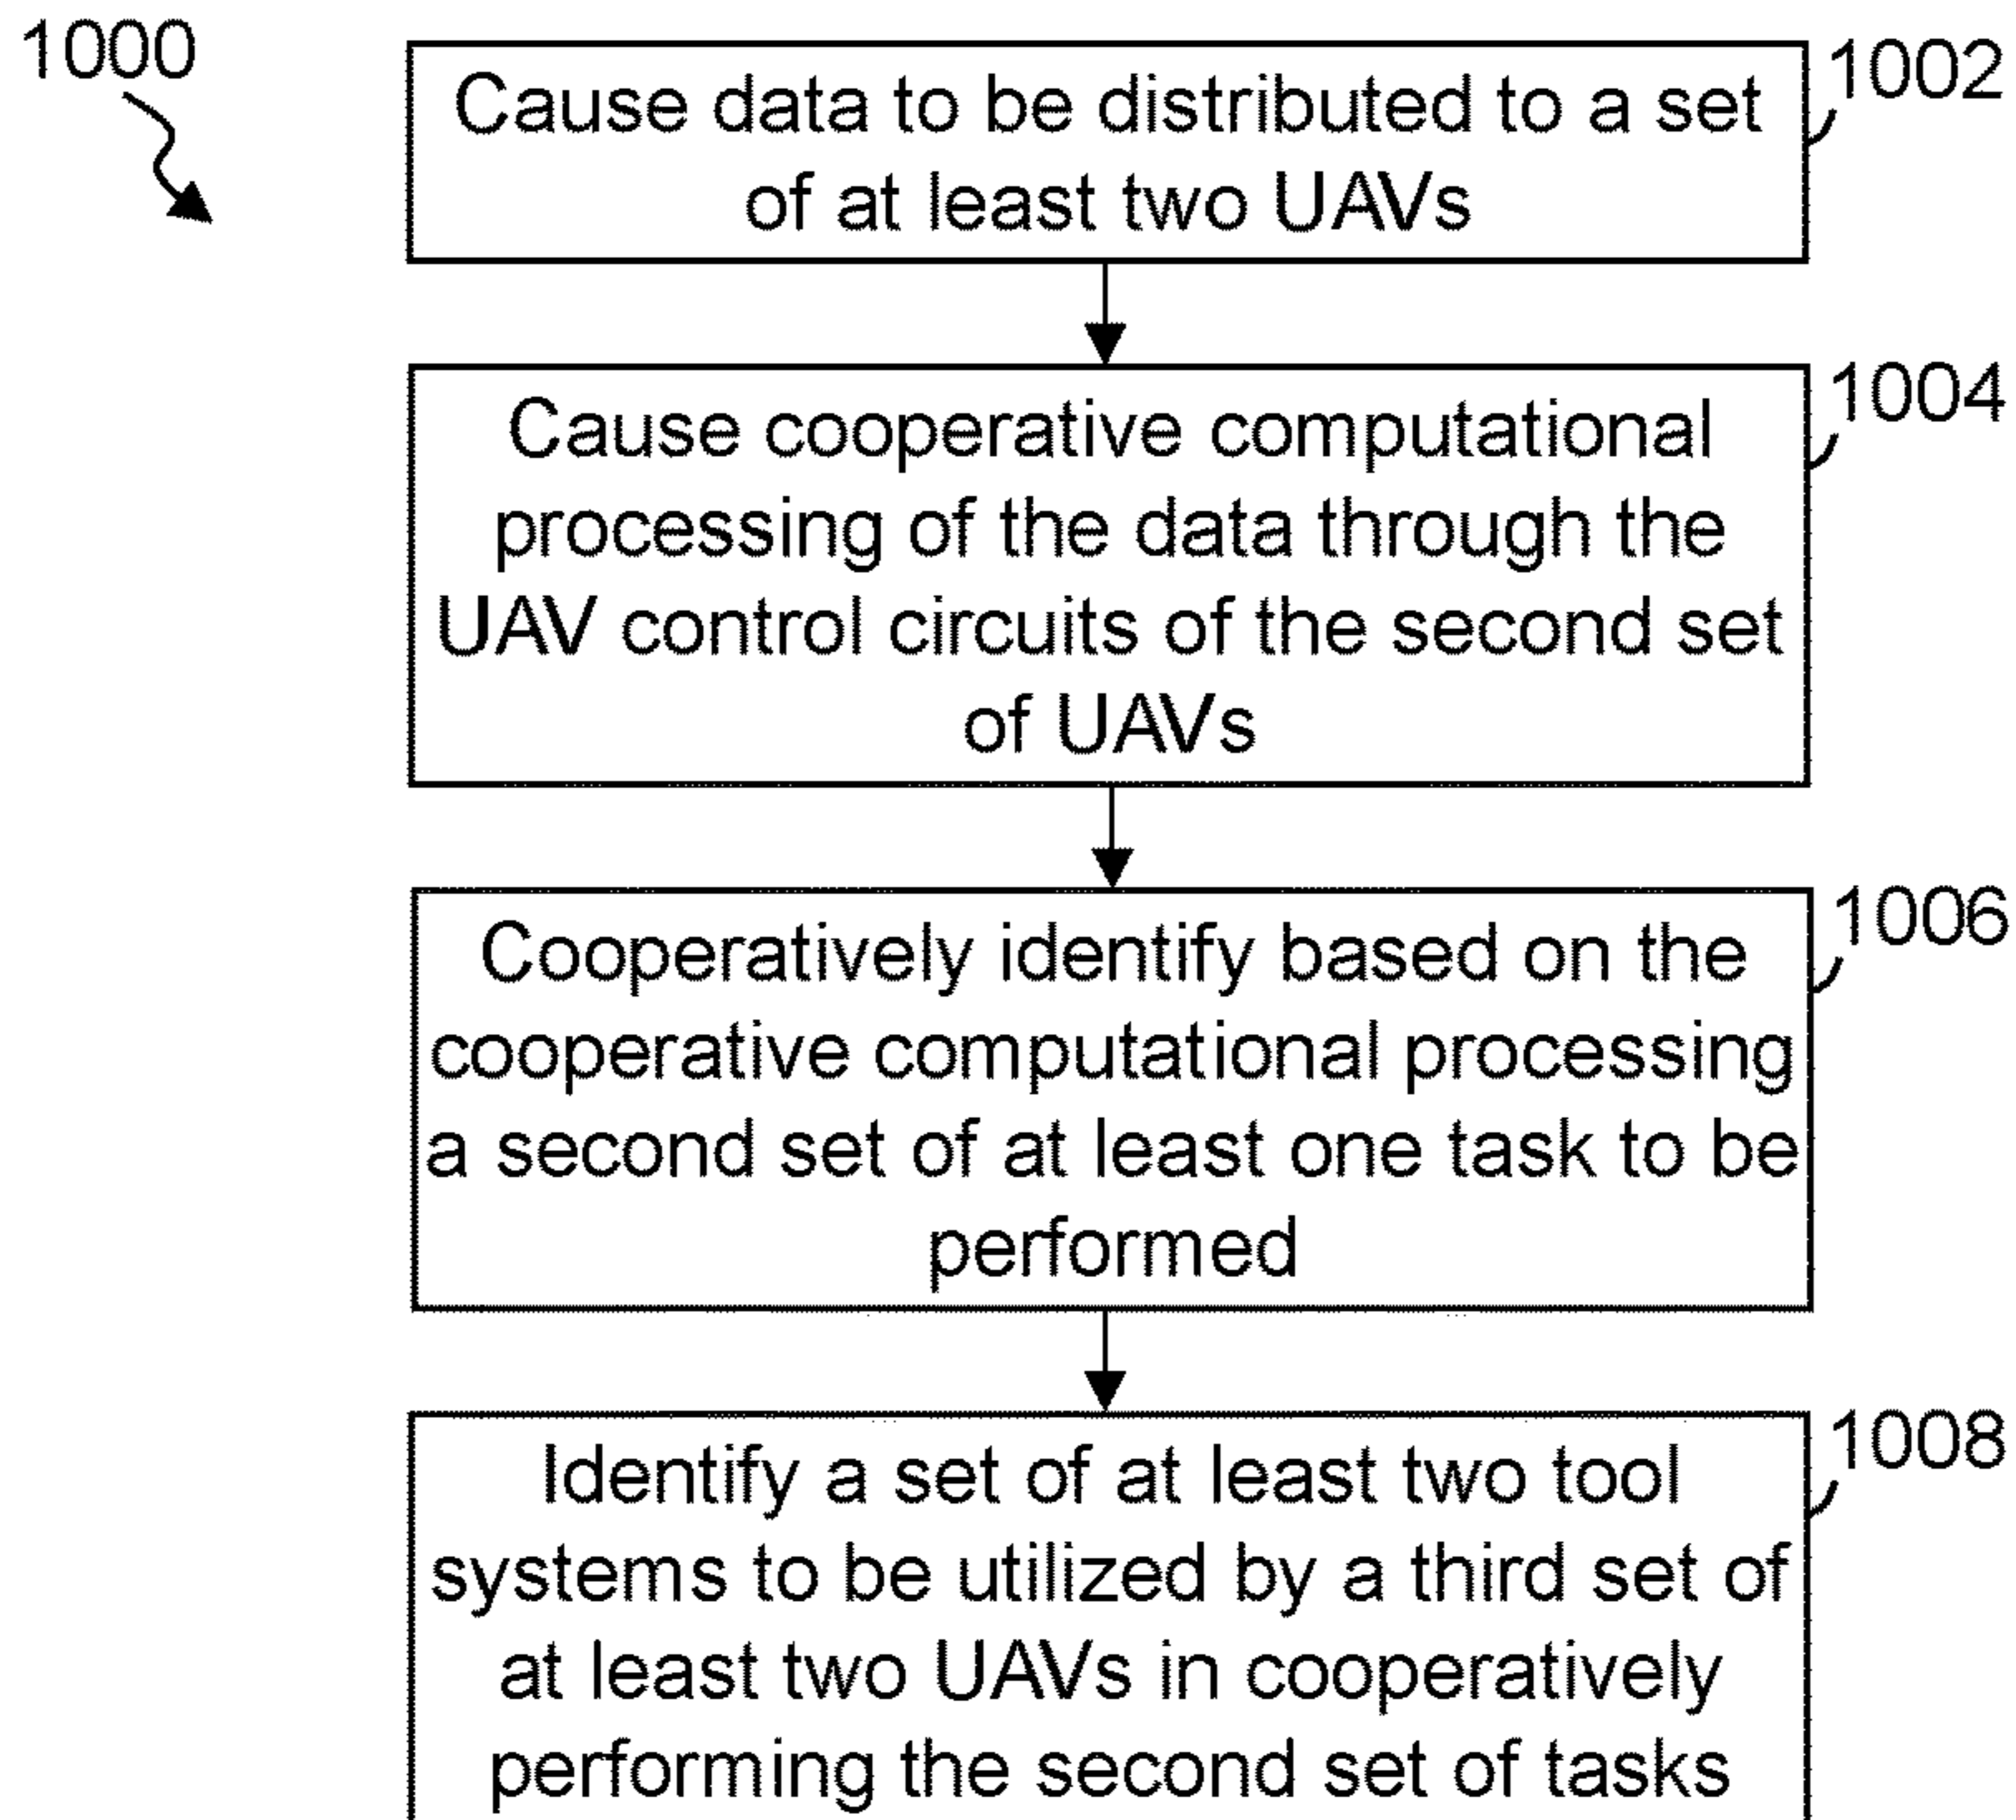 1000
Cause data to be distributed to a set
of at least two UAVs
1002
Cause cooperative computational
processing of the data through the
UAV control circuits of the second set
of UAVs
1004
Cooperatively identify based on the
cooperative computational processing
a second set of at least one task to be
performed
1006
Identify a set of at least two tool
systems to be utilized by a third set of
at least two UAVs in cooperatively
performing the second set of tasks
1008